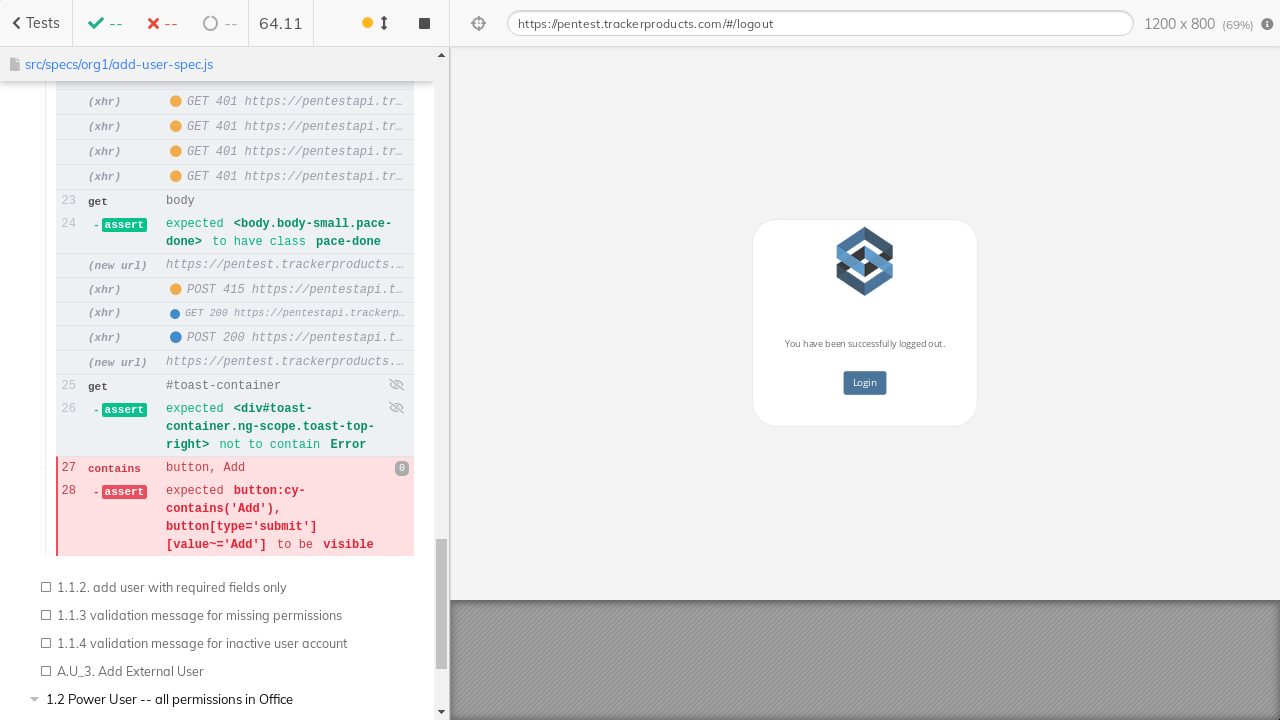 Tests -- -- -- 64.11
https://pentest.trackerproducts.com/#/logout 1200 x 800 (69%)
src/specs/org1/add-user-spec.js
(xhr) GET 401 https://pentestapi.tr…
(xhr) GET 401 https://pentestapi.tr…
(xhr) GET 401 https://pentestapi.tr…
(xhr) GET 401 https://pentestapi.tr…
23 get body
24 - assert expected <body.body-small.pace-
done> to have class pace-done
(new url) https://pentest.trackerproducts.…
(xhr) POST 415 https://pentestapi.t…
(xhr) GET 200 https://pentestapi.trackerp…
(xhr) POST 200 https://pentestapi.t…
(new url) https://pentest.trackerproducts.…
25 get #toast-container
26 - assert expected <div#toast-
container.ng-scope.toast-top-
right> not to contain Error
27 contains button, Add 0
28 - assert expected button:cy-
contains('Add'),
button[type='submit']
[value~='Add'] to be visible
1.1.2. add user with required fields only
1.1.3 validation message for missing permissions
1.1.4 validation message for inactive user account
A.U_3. Add External User
1.2 Power User -- all permissions in Office
You have been successfully logged out.
Login